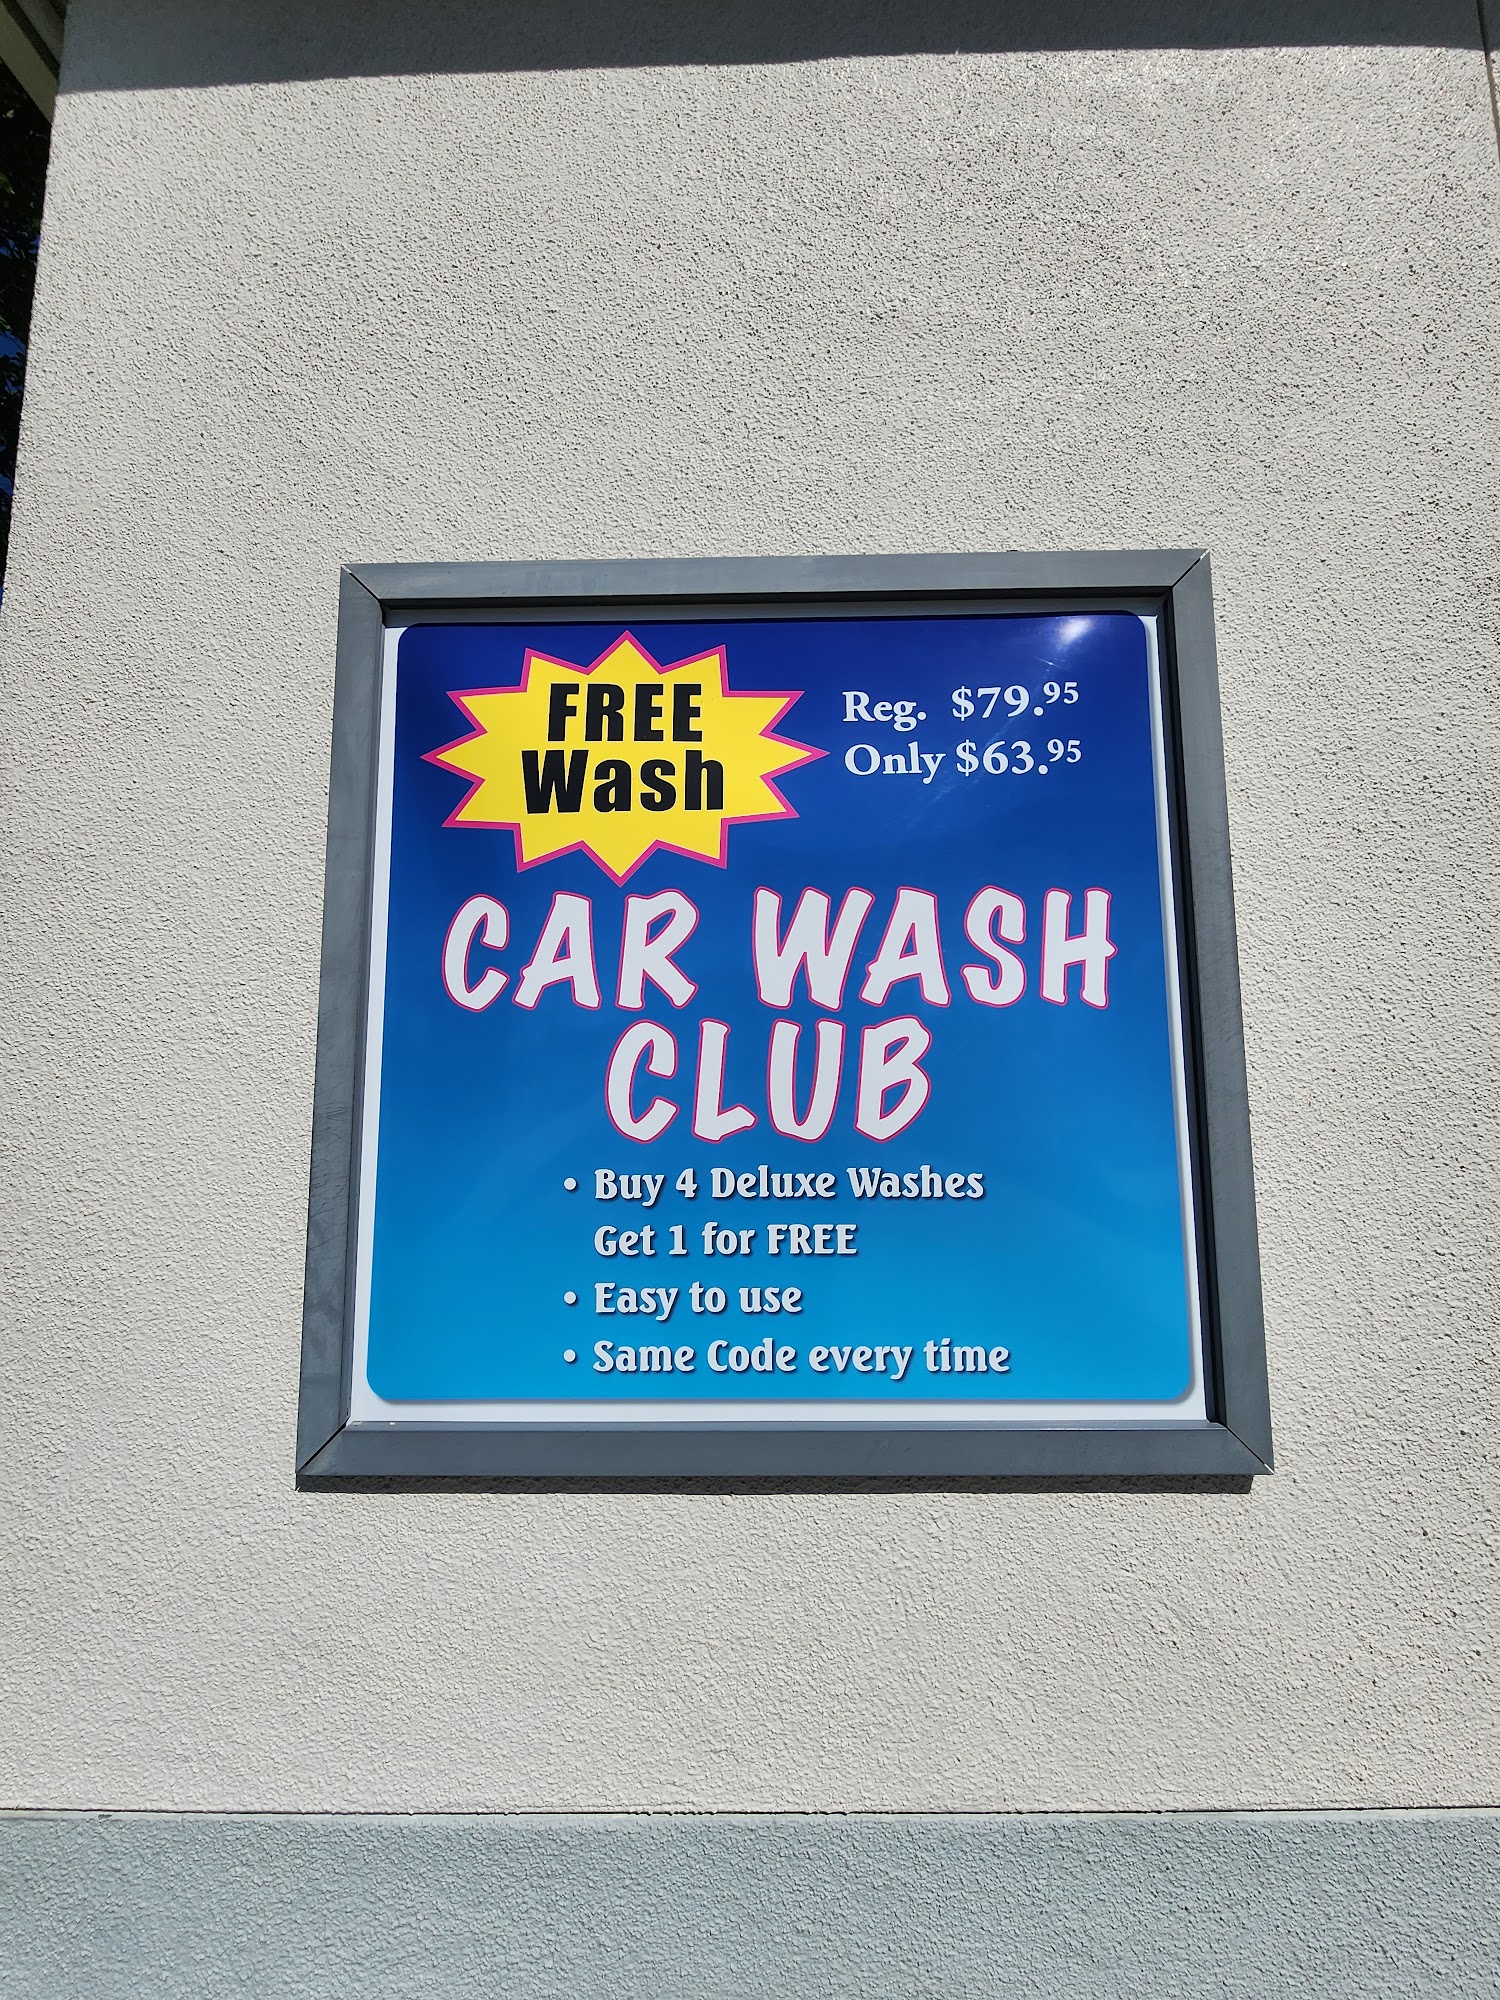 FREE
Wash
Reg. $79.95
Only $63.95
CAR WASH
CLUB
• Buy 4 Deluxe Washes
Get 1 for FREE
• Easy to use
• Same Code every time